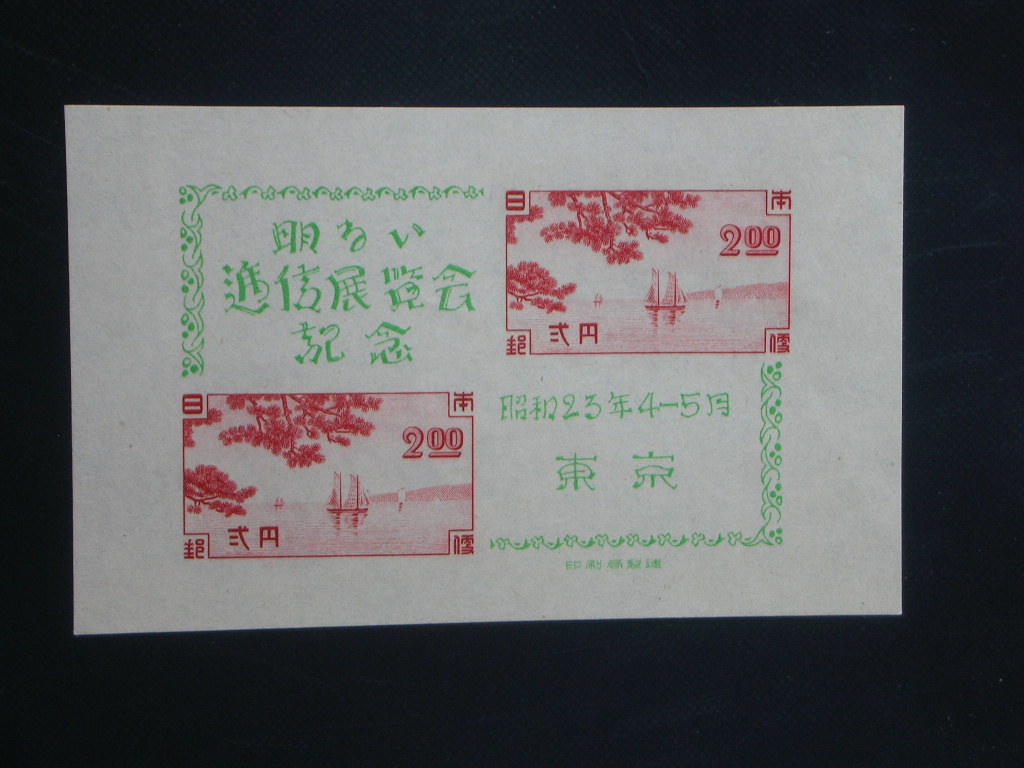 明るい
逓信展覧会
記念
日本
2.00
弐円
郵便
日本
2.00
弐円
郵便
昭和23年4-5月
東京
印刷局製造